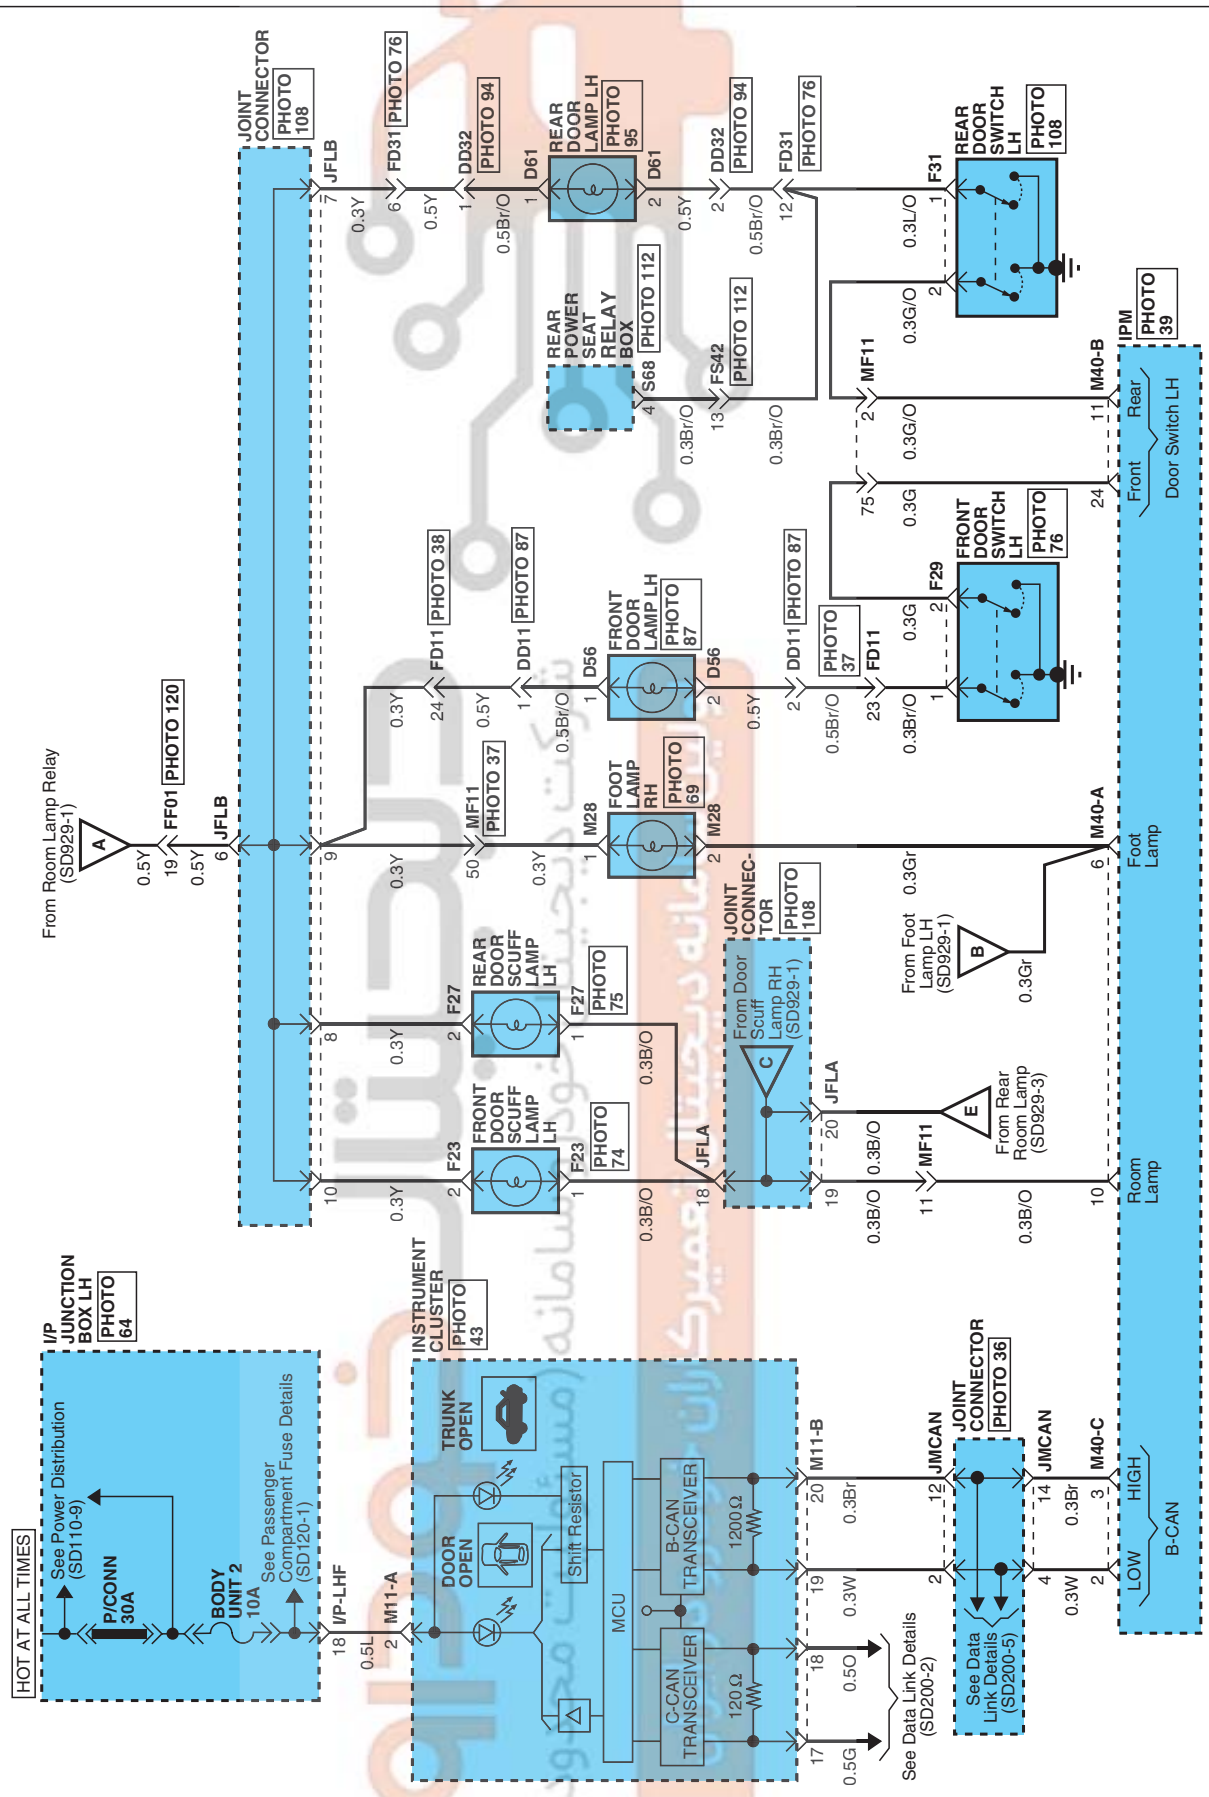 HOT AT ALL TIMES
See Power Distribution
(SD110-9)
P/CONN
30A
BODY
UNIT 2
10A
See Passenger
Compartment Fuse Details
(SD120-1)
I/P
JUNCTION
BOX LH
PHOTO
64
18
I/P-LHF
0.5L
2
M11-A
INSTRUMENT
CLUSTER
PHOTO
43
DOOR
OPEN
TRUNK
OPEN
Shift Resistor
MCU
C-CAN
TRANSCEIVER
B-CAN
TRANSCEIVER
120Ω
1200Ω
17
18
19
20
M11-B
0.5G
0.5O
0.3W
0.3Br
See Data Link Details
(SD200-2)
2
12
JMCAN
JOINT
CONNECTOR
PHOTO 36
See Data
Link Details
(SD200-5)
4
14
JMCAN
0.3W
0.3Br
2
3
M40-C
LOW
HIGH
B-CAN
From Room Lamp Relay
(SD929-1)
A
0.5Y
19
FF01
PHOTO 120
0.5Y
6
JFLB
JOINT
CONNECTOR
PHOTO
108
10
8
9
7
JFLB
0.3Y
0.3Y
0.3Y
0.3Y
0.3Y
2
F23
FRONT
DOOR
SCUFF
LAMP
LH
PHOTO
74
1
F23
0.3B/O
2
F27
REAR
DOOR
SCUFF
LAMP
LH
PHOTO
75
1
F27
0.3B/O
18
JFLA
JOINT
CONNEC-
TOR
PHOTO
108
From Door
Scuff
Lamp RH
(SD929-1)
C
19
20
JFLA
0.3B/O
0.3B/O
11
MF11
0.3B/O
E
From Rear
Room Lamp
(SD929-3)
10
Room
Lamp
50
MF11
PHOTO 37
0.3Y
1
M28
FOOT
LAMP
RH
PHOTO
69
2
M28
0.3Gr
From Foot
Lamp LH
(SD929-1)
B
0.3Gr
6
M40-A
Foot
Lamp
24
FD11
PHOTO 38
0.5Y
1
DD11
PHOTO 87
0.5Br/O
1
D56
FRONT
DOOR
LAMP LH
PHOTO
87
2
D56
0.5Y
2
DD11
PHOTO 87
0.5Br/O
PHOTO
37
23
FD11
0.3Br/O
0.3G
1
2
F29
FRONT
DOOR
SWITCH
LH
PHOTO
76
6
FD31
PHOTO 76
0.5Y
1
DD32
PHOTO 94
0.5Br/O
1
D61
REAR
DOOR
LAMP LH
PHOTO
95
2
D61
0.5Y
2
DD32
PHOTO 94
0.5Br/O
12
FD31
PHOTO 76
REAR
POWER
SEAT
RELAY
BOX
4
S68
PHOTO 112
0.3Br/O
13
FS42
PHOTO 112
0.3Br/O
0.3L/O
0.3G/O
2
1
F31
REAR
DOOR
SWITCH
LH
PHOTO
108
75
2
MF11
0.3G
0.3G/O
24
11
M40-B
Front
Rear
Door Switch LH
IPM
PHOTO
39